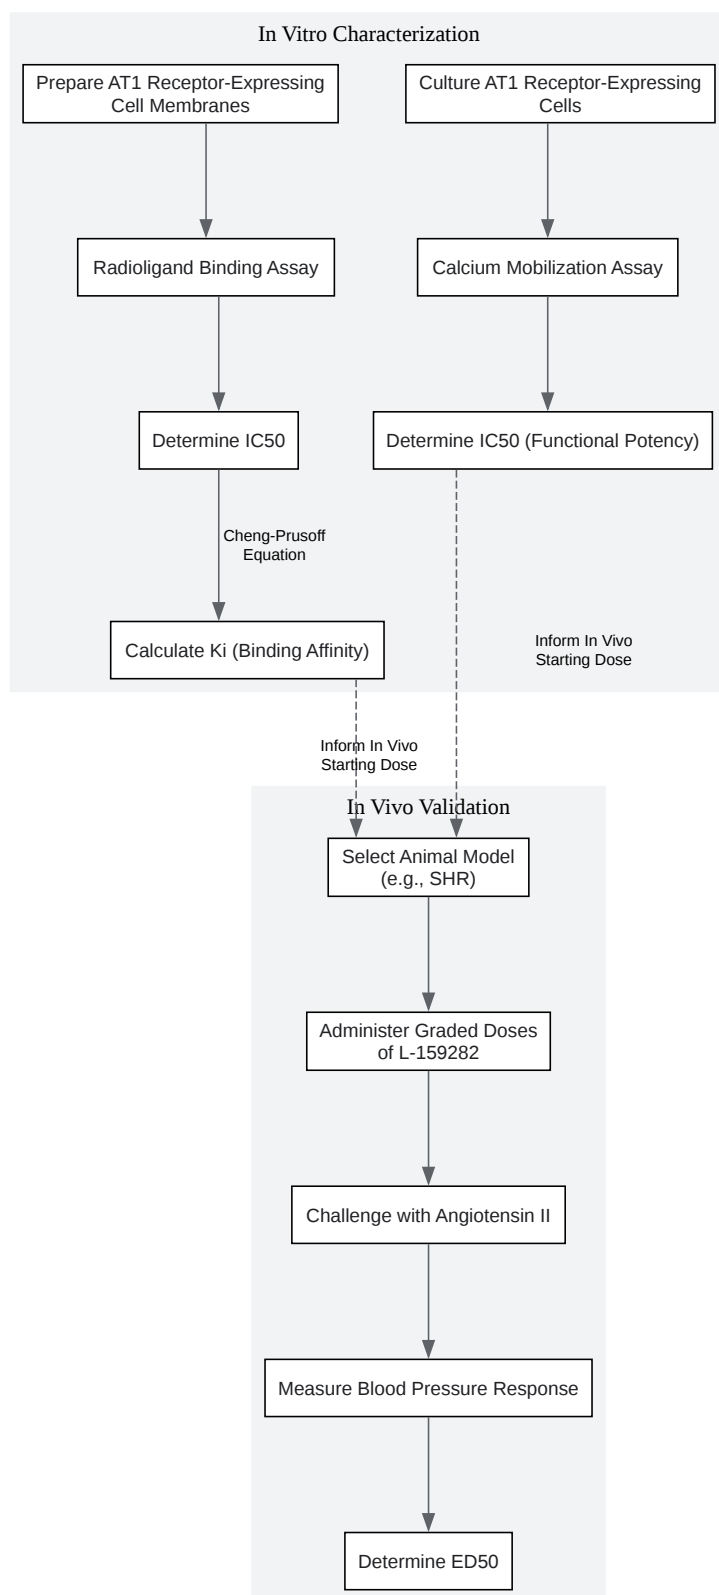 In Vitro Characterization
Prepare AT1 Receptor-Expressing
Cell Membranes
Culture AT1 Receptor-Expressing
Cells
Radioligand Binding Assay
Calcium Mobilization Assay
Determine IC50
Determine IC50 (Functional Potency)
Cheng-Prusoff
Equation
Calculate Ki (Binding Affinity)
Inform In Vivo
Starting Dose
Inform In Vivo
Starting Dose
In Vivo Validation
Select Animal Model
(e.g., SHR)
Administer Graded Doses
of L-159282
Challenge with Angiotensin II
Measure Blood Pressure Response
Determine ED50